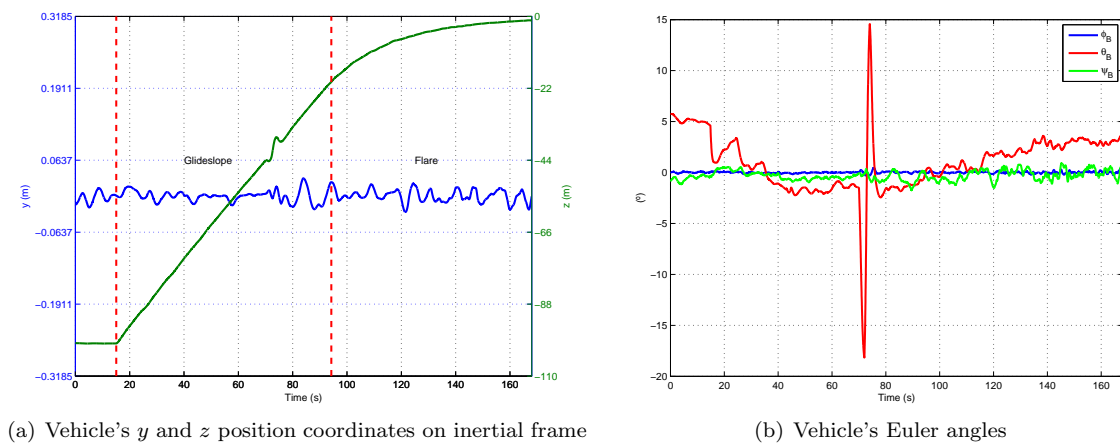 0.3185
0.1911
0.0637
−0.0637
−0.1911
−0.3185
y (m)
0
−22
−44
−66
−88
−110
z (m)
Glideslope
Flare
0 20 40 60 80 100 120 140 160
Time (s)
(a) Vehicle's y and z position coordinates on inertial frame
15
10
5
0
−5
−10
−15
−20
(º)
ϕB
θB
ψB
0 20 40 60 80 100 120 140 160
Time (s)
(b) Vehicle's Euler angles